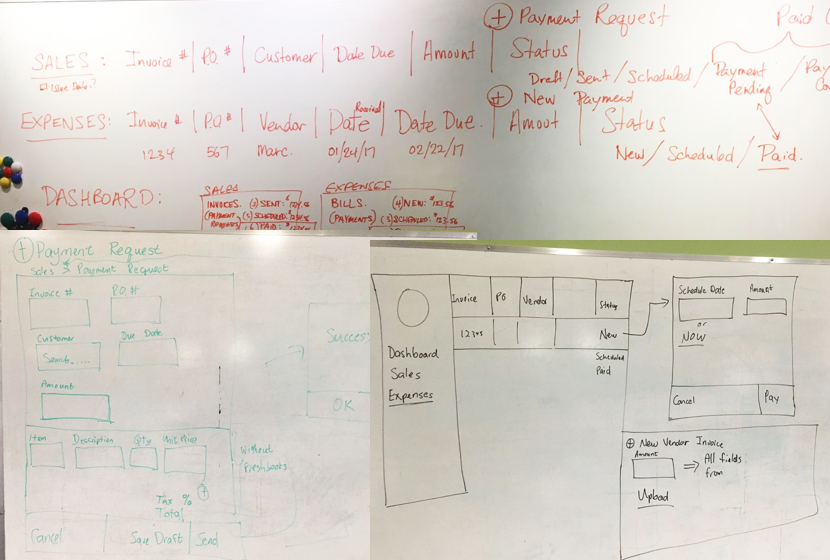 SALES: Invoice # | P.O. # | Customer | Date Due | Amount | Status
+ Payment Request
Paid
Draft / Sent / Scheduled / Payment Pending /
+ New Payment
EXPENSES: Invoice # | P.O # | Vendor | Date Received | Date Due. | Amout | Status
1234 567 Marc. 01/24/17 02/22/17
New / Scheduled / Paid.
DASHBOARD:
SALES
INVOICES. (2) SENT:
(PAYMENT REQUESTS) (5) SCHEDULED:
(6) PAID:
EXPENSES
BILLS. (4) NEW: $123.56
(PAYMENTS) (3) SCHEDULED: $123.56
+ Payment Request
Sales > Payment Request
Invoice # P.O. #
Customer Due Date
Search.....
Amount
Item Description Qty Unit Price
+
Tax %
Total
Cancel Save Draft Send
Without Freshbooks
Success
OK
Dashboard
Sales
Expenses
Invoice PO Vendor Status
12345 New
Scheduled
Paid
Schedule Date Amount
or
NOW
Cancel Pay
+ New Vendor Invoice
Amount
⇒ All fields from
Upload